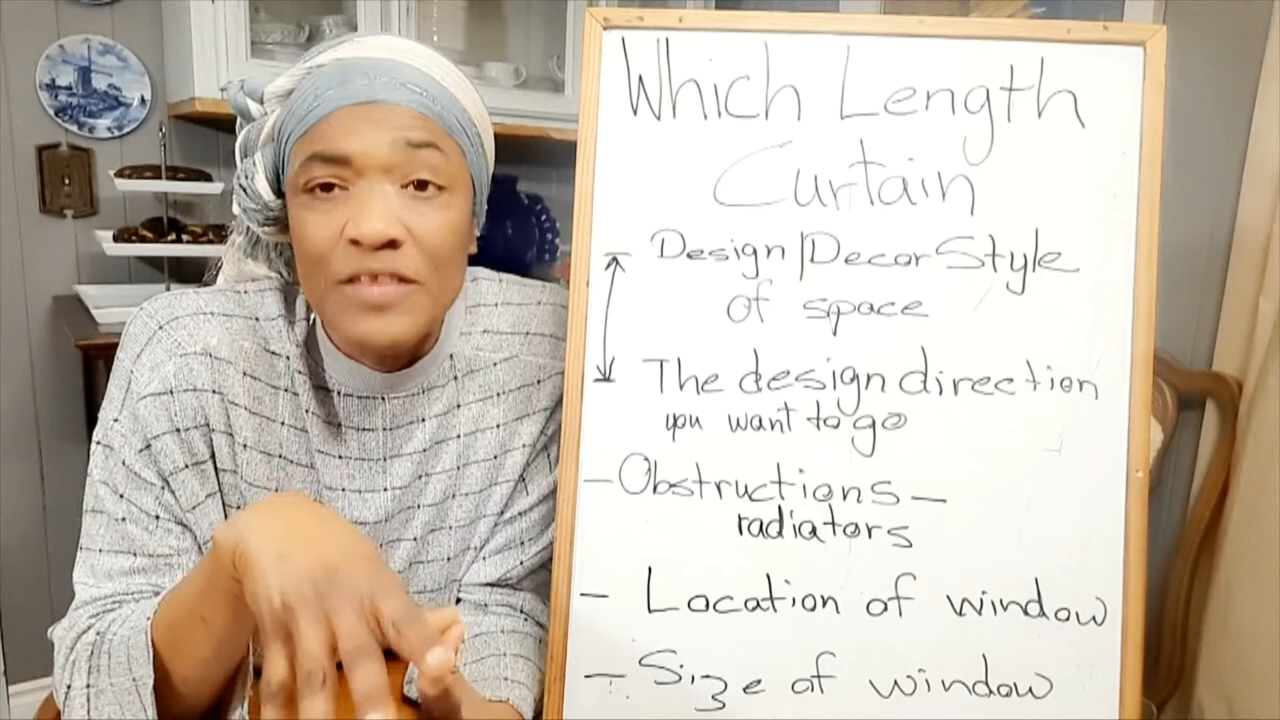 Which Length
Curtain
- Design/Decor Style
of space
- The design direction
you want to go
- Obstructions -
radiators
- Location of window
- Size of window